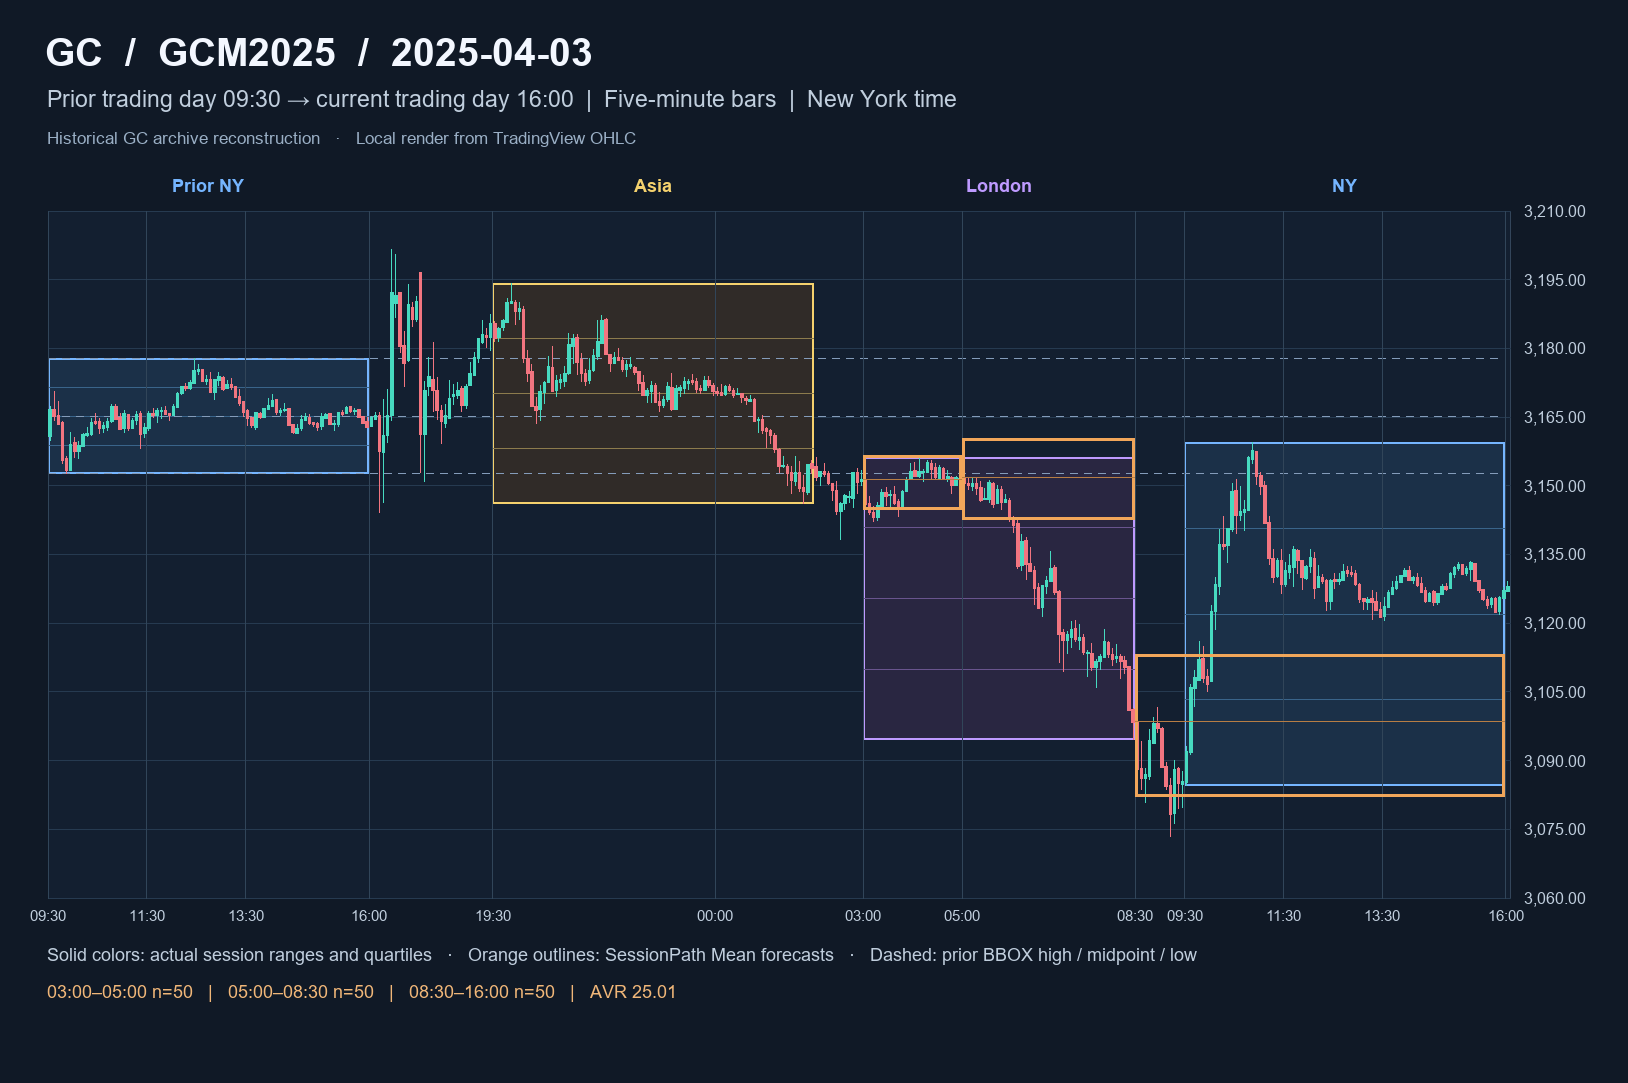 GC / GCM2025 / 2025-04-03
Prior trading day 09:30 → current trading day 16:00 | Five-minute bars | New York time
Historical GC archive reconstruction · Local render from TradingView OHLC
Prior NY Asia London NY
3,210.00
3,195.00
3,180.00
3,165.00
3,150.00
3,135.00
3,120.00
3,105.00
3,090.00
3,075.00
3,060.00
09:30 11:30 13:30 16:00 19:30 00:00 03:00 05:00 08:30 09:30 11:30 13:30 16:00
Solid colors: actual session ranges and quartiles · Orange outlines: SessionPath Mean forecasts · Dashed: prior BBOX high / midpoint / low
03:00–05:00 n=50 | 05:00–08:30 n=50 | 08:30–16:00 n=50 | AVR 25.01